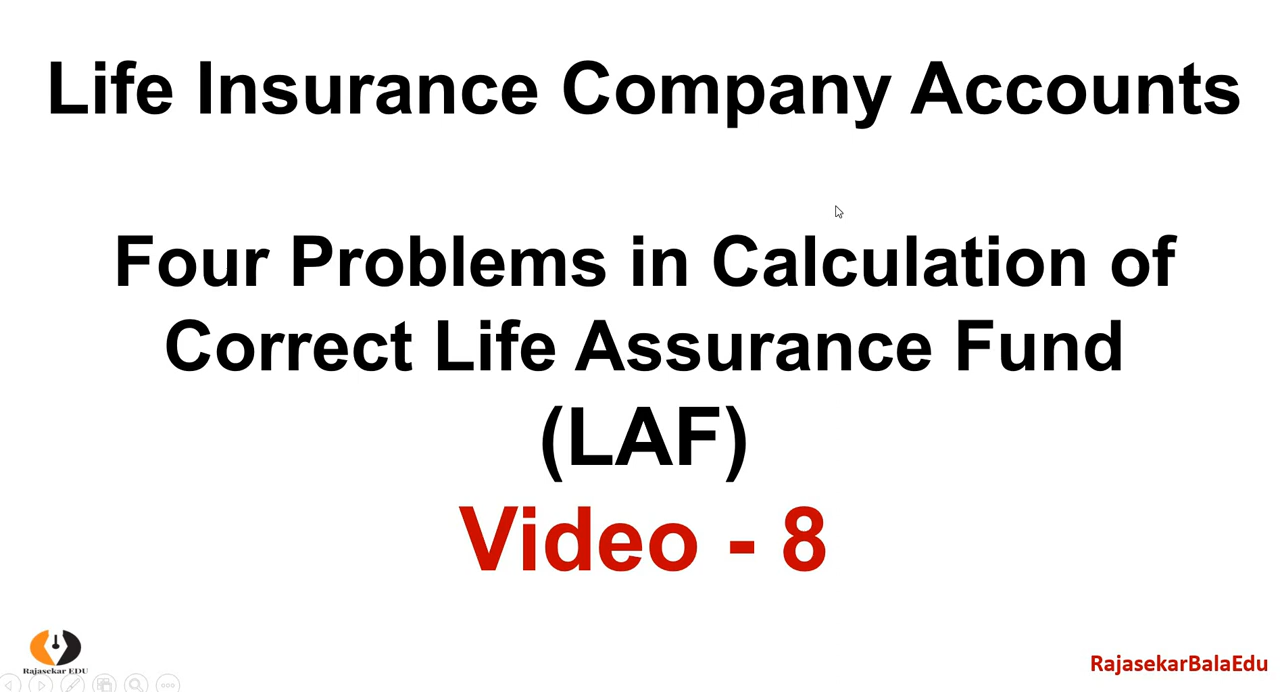 Life Insurance Company Accounts
Four Problems in Calculation of
Correct Life Assurance Fund
(LAF)
Video - 8
Rajasekar EDU
RajasekarBalaEdu